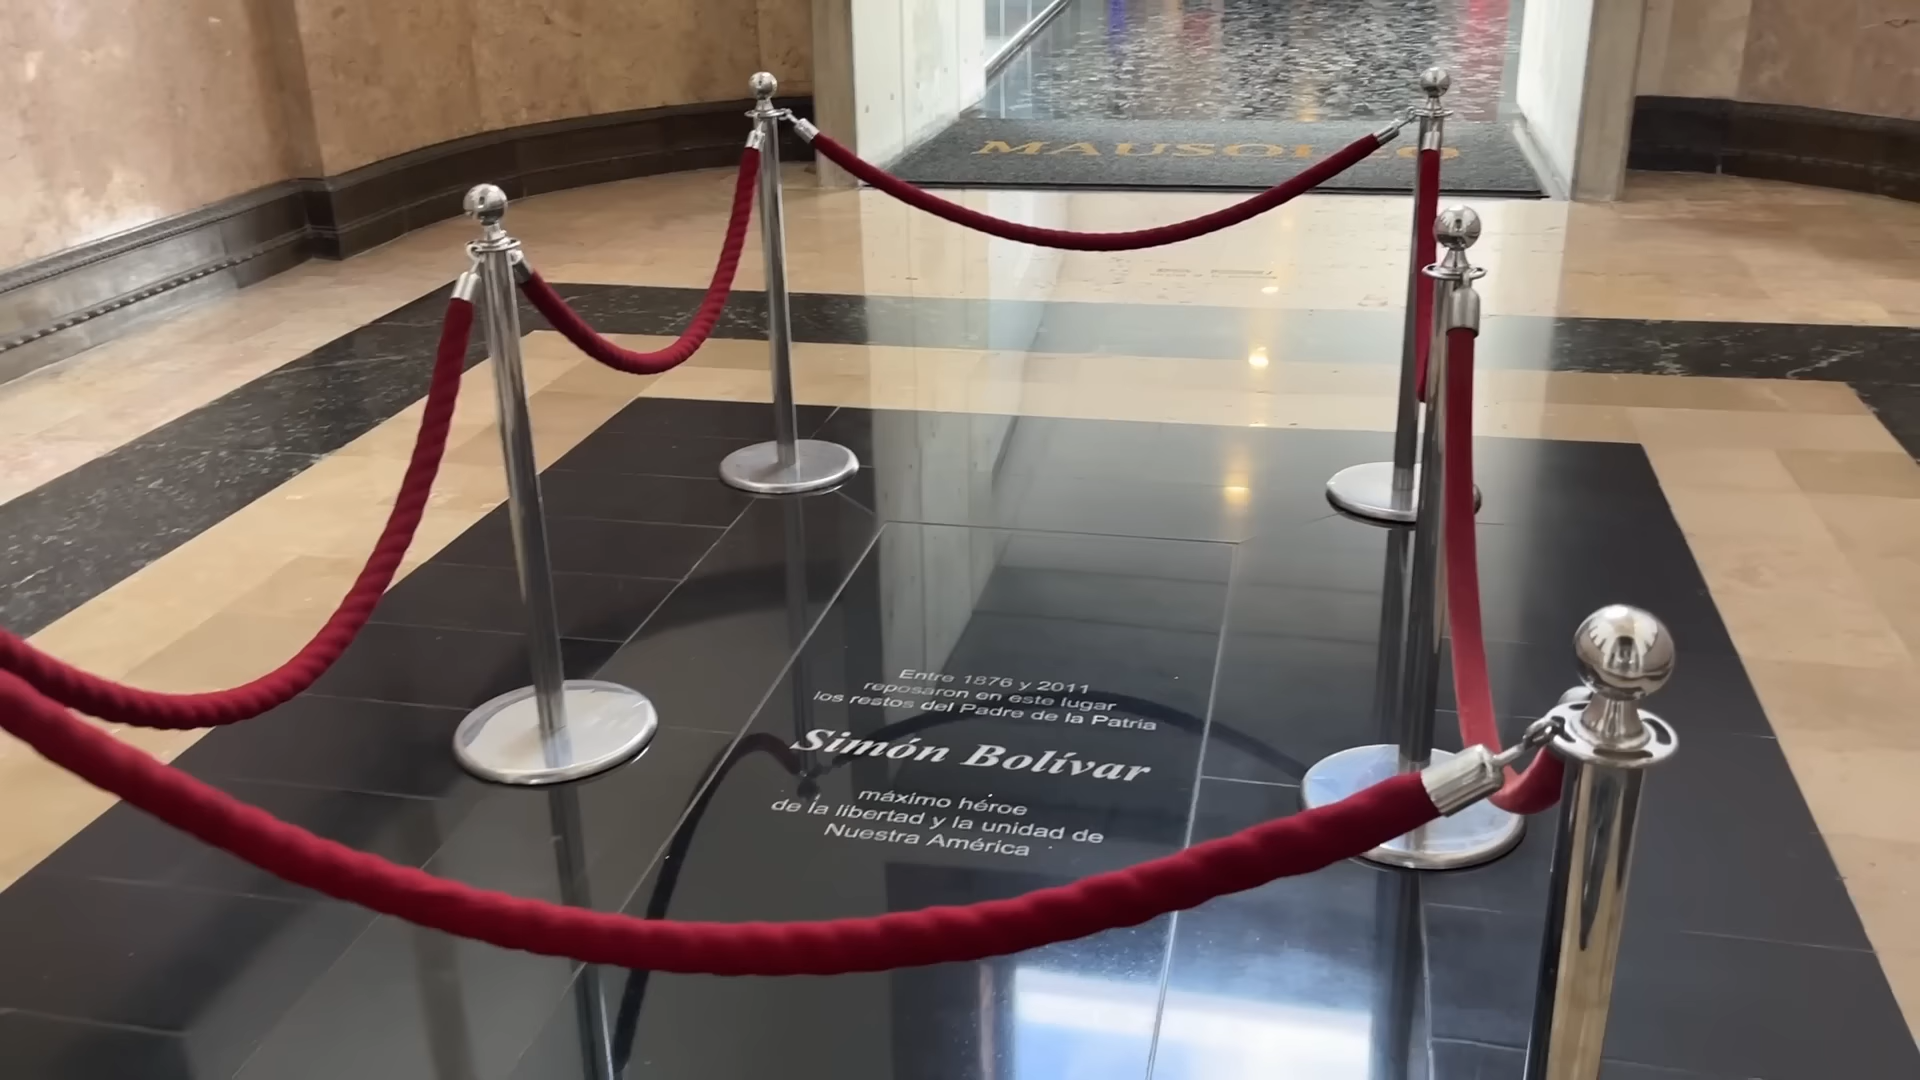 MAUSOLEO
Entre 1876 y 2011
reposaron en este lugar
los restos del Padre de la Patria
Simón Bolívar
máximo héroe
de la libertad y la unidad de
Nuestra América